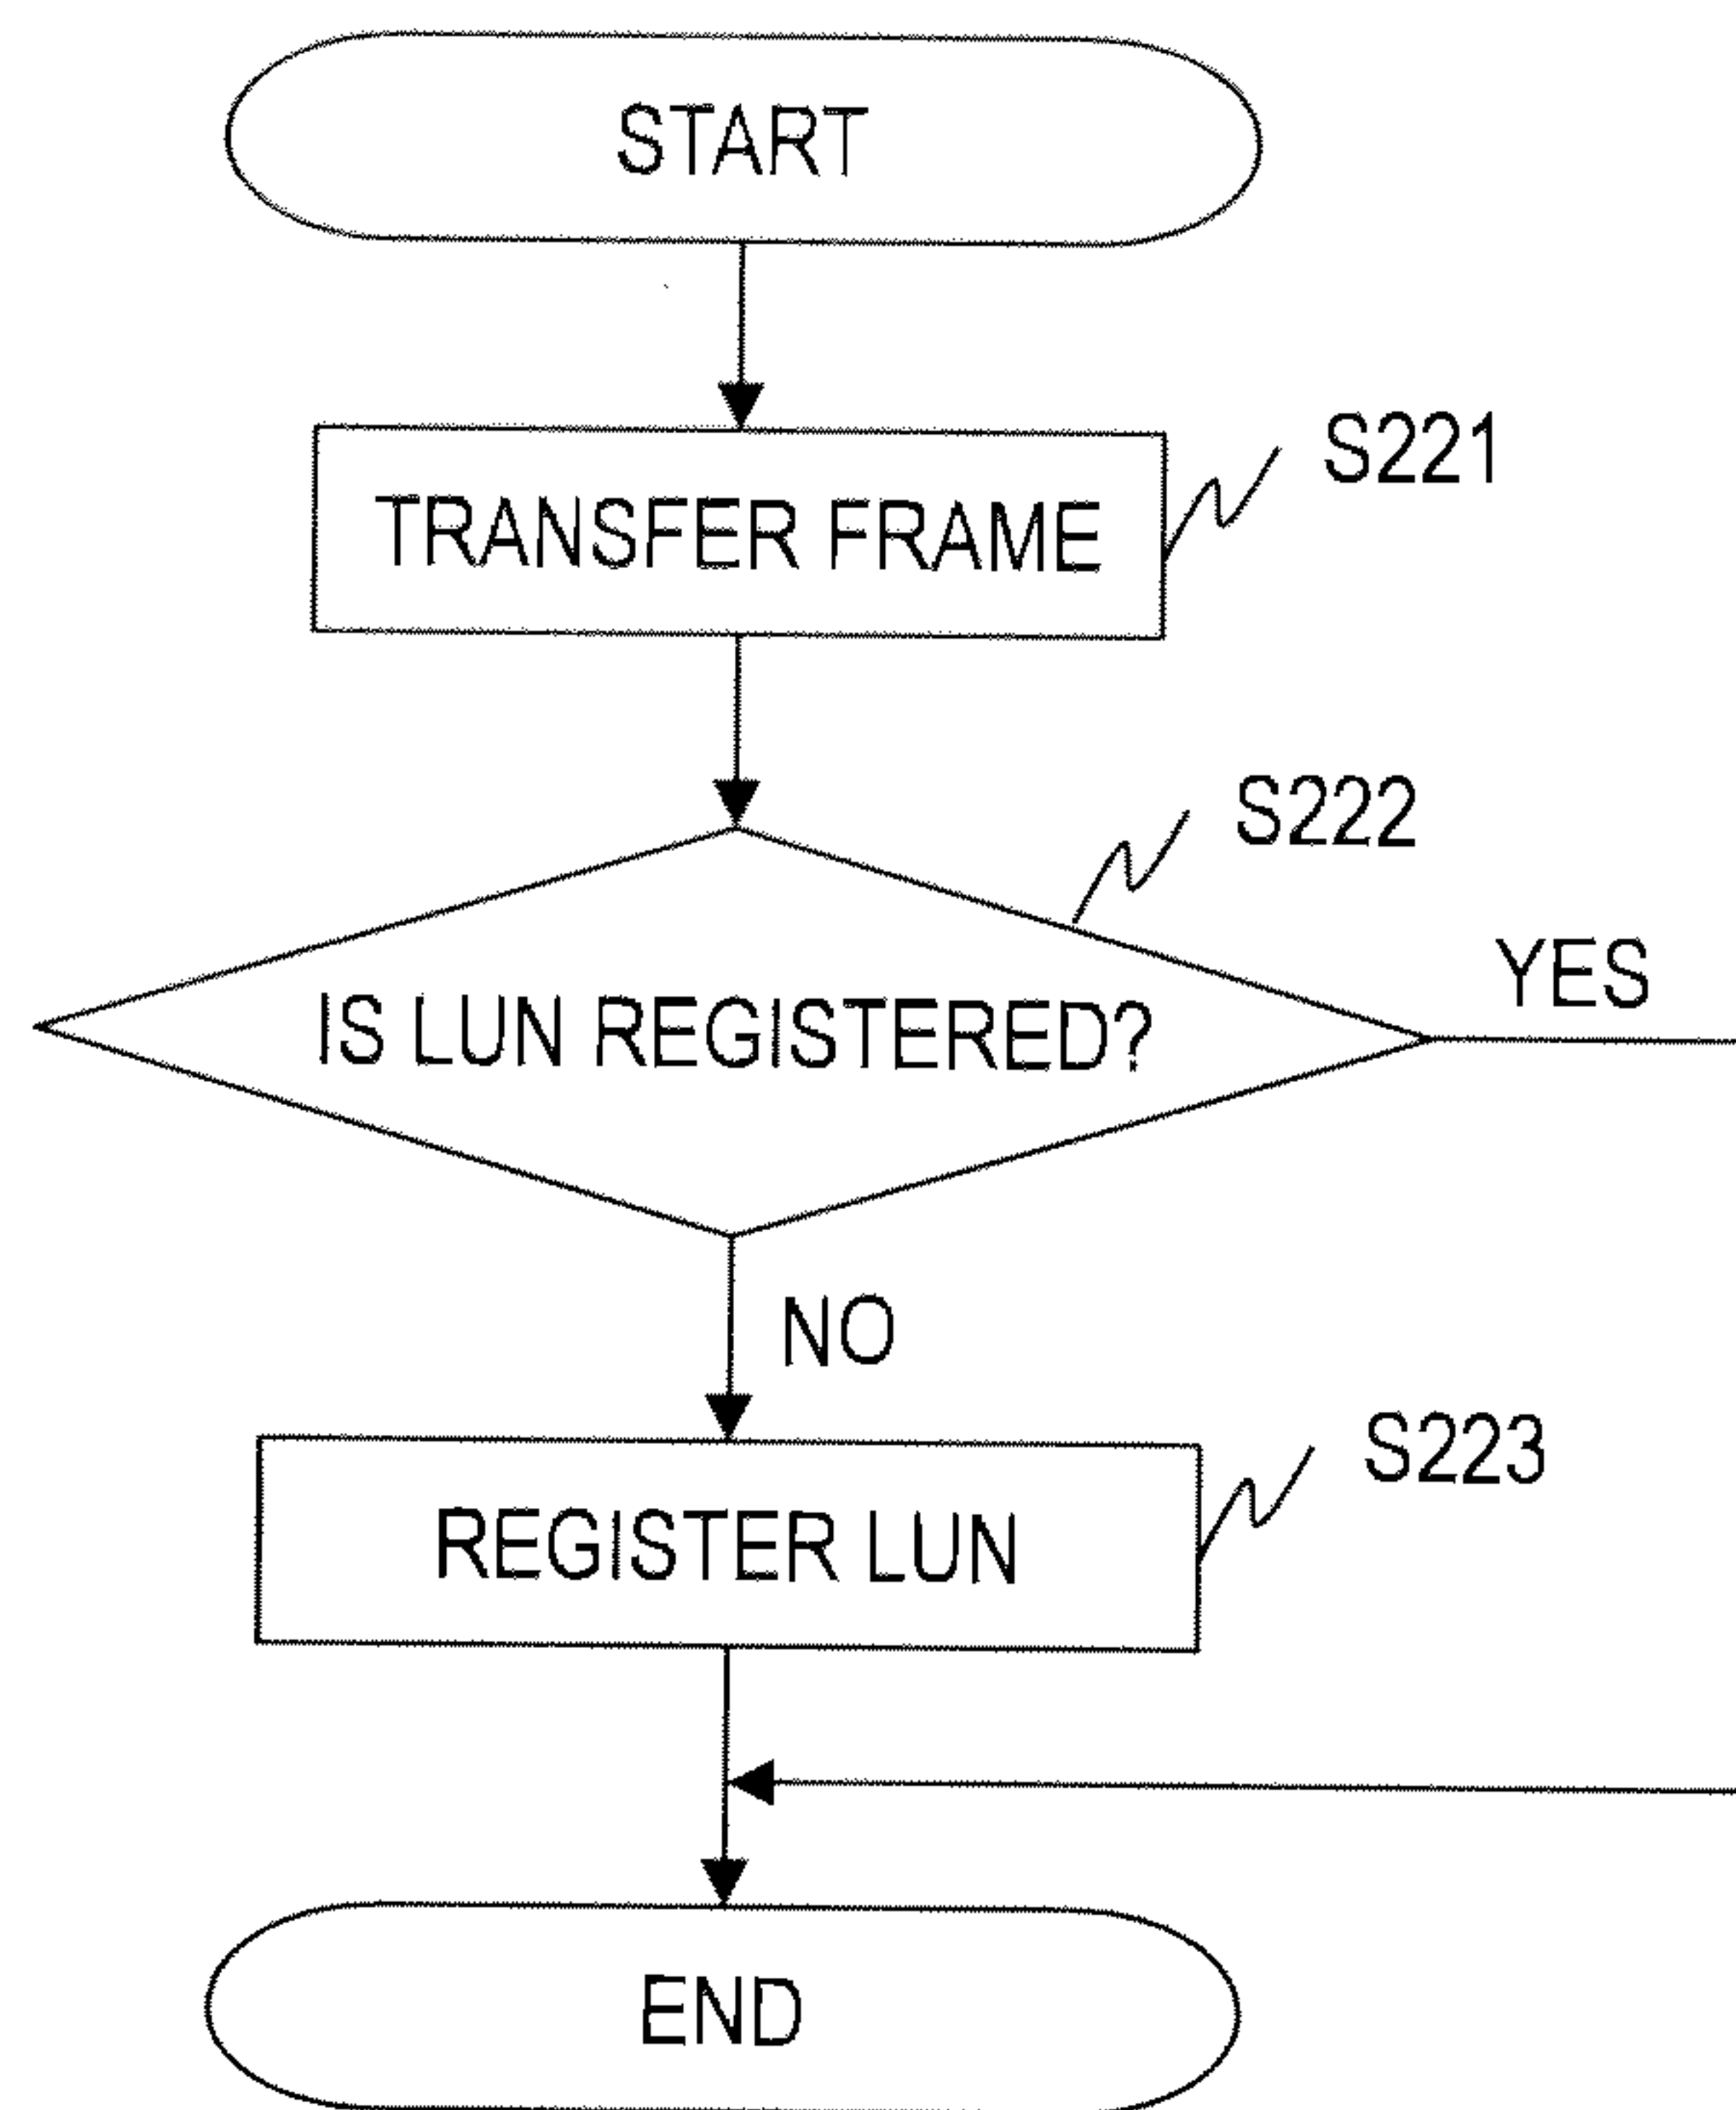 START
TRANSFER FRAME
S221
S222
IS LUN REGISTERED?
YES
NO
S223
REGISTER LUN
END